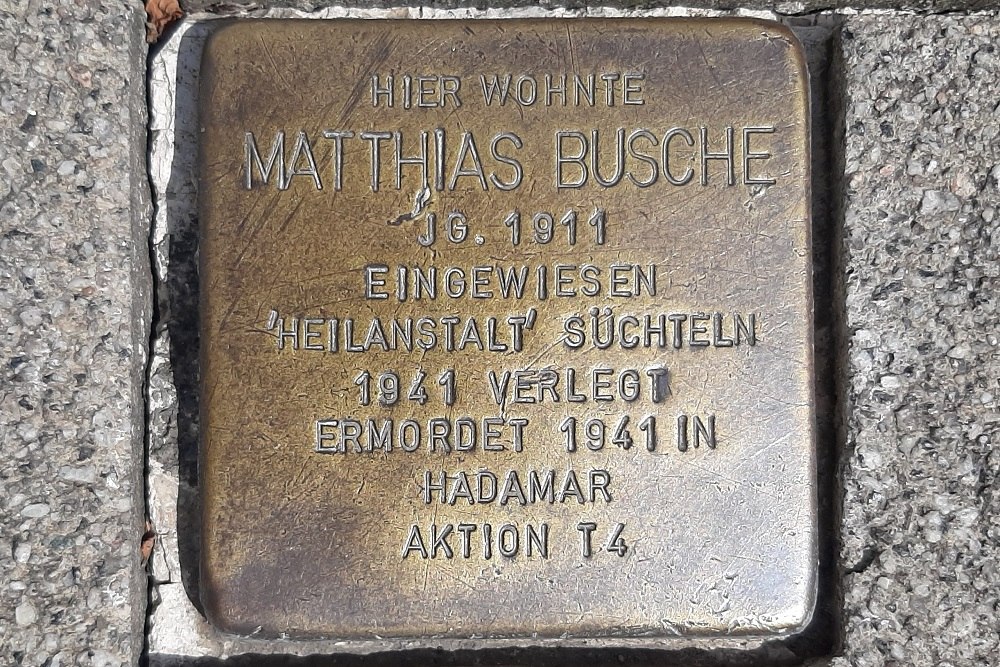 HIER WOHNTE
MATTHIAS BUSCHE
JG. 1911
EINGEWIESEN
'HEILANSTALT' SÜCHTELN
1941 VERLEGT
ERMORDET 1941 IN
HADAMAR
AKTION T4